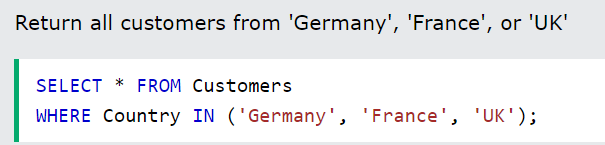 Return all customers from 'Germany', 'France', or 'UK'
SELECT * FROM Customers
WHERE Country IN ('Germany', 'France', 'UK');